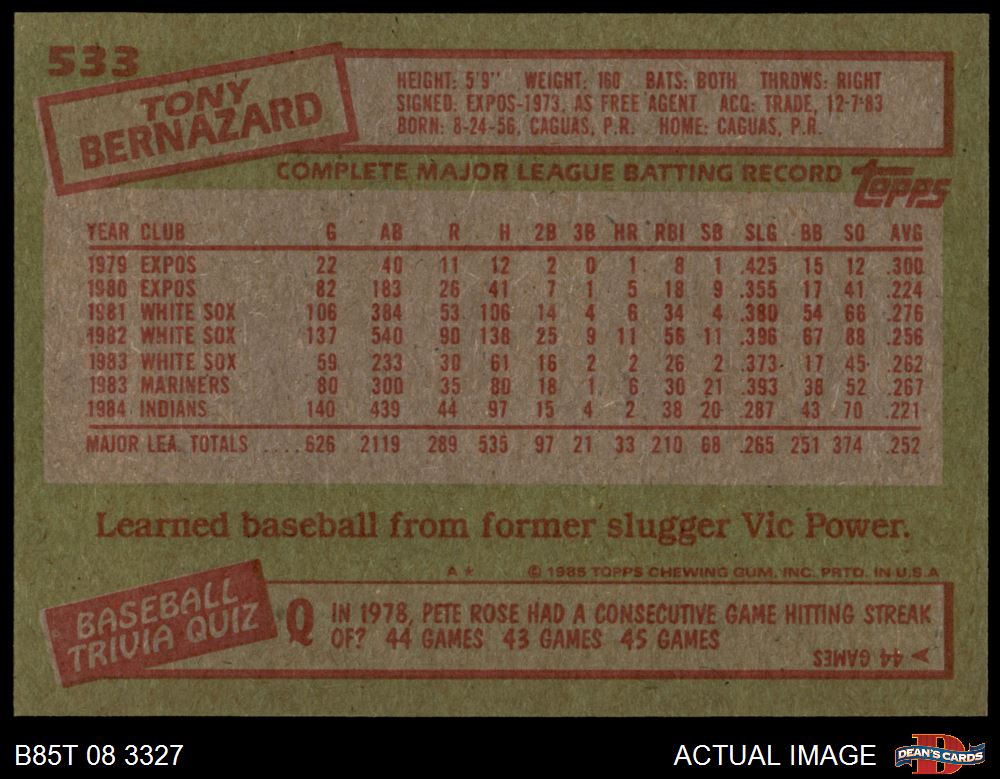 533
TONY
BERNAZARD
HEIGHT: 5'9" WEIGHT: 160 BATS: BOTH THROWS: RIGHT
SIGNED: EXPOS-1973, AS FREE AGENT ACQ: TRADE, 12-7-83
BORN: 8-24-56, CAGUAS, P.R. HOME: CAGUAS, P.R.
COMPLETE MAJOR LEAGUE BATTING RECORD topps
YEAR CLUB G AB R H 2B 3B HR RBI SB SLG BB SO AVG
1979 EXPOS 22 40 11 12 2 0 1 8 1 .425 15 12 .300
1980 EXPOS 82 183 26 41 7 1 5 18 9 .355 17 41 .224
1981 WHITE SOX 106 384 53 106 14 4 6 34 4 .380 54 66 .276
1982 WHITE SOX 137 540 90 138 25 9 11 56 11 .396 67 88 .256
1983 WHITE SOX 59 233 30 61 16 2 2 26 2 .373 17 45 .262
1983 MARINERS 80 300 35 80 18 1 6 30 21 .393 38 52 .267
1984 INDIANS 140 439 44 97 15 4 2 38 20 .287 43 70 .221
MAJOR LEA. TOTALS .... 626 2119 289 535 97 21 33 210 68 .265 251 374 .252
Learned baseball from former slugger Vic Power.
A * © 1985 TOPPS CHEWING GUM, INC. PRTD. IN U.S.A
BASEBALL
TRIVIA QUIZ
Q IN 1978, PETE ROSE HAD A CONSECUTIVE GAME HITTING STREAK
OF? 44 GAMES 43 GAMES 45 GAMES
44 GAMES
B85T 08 3327
ACTUAL IMAGE
DEAN'S CARDS